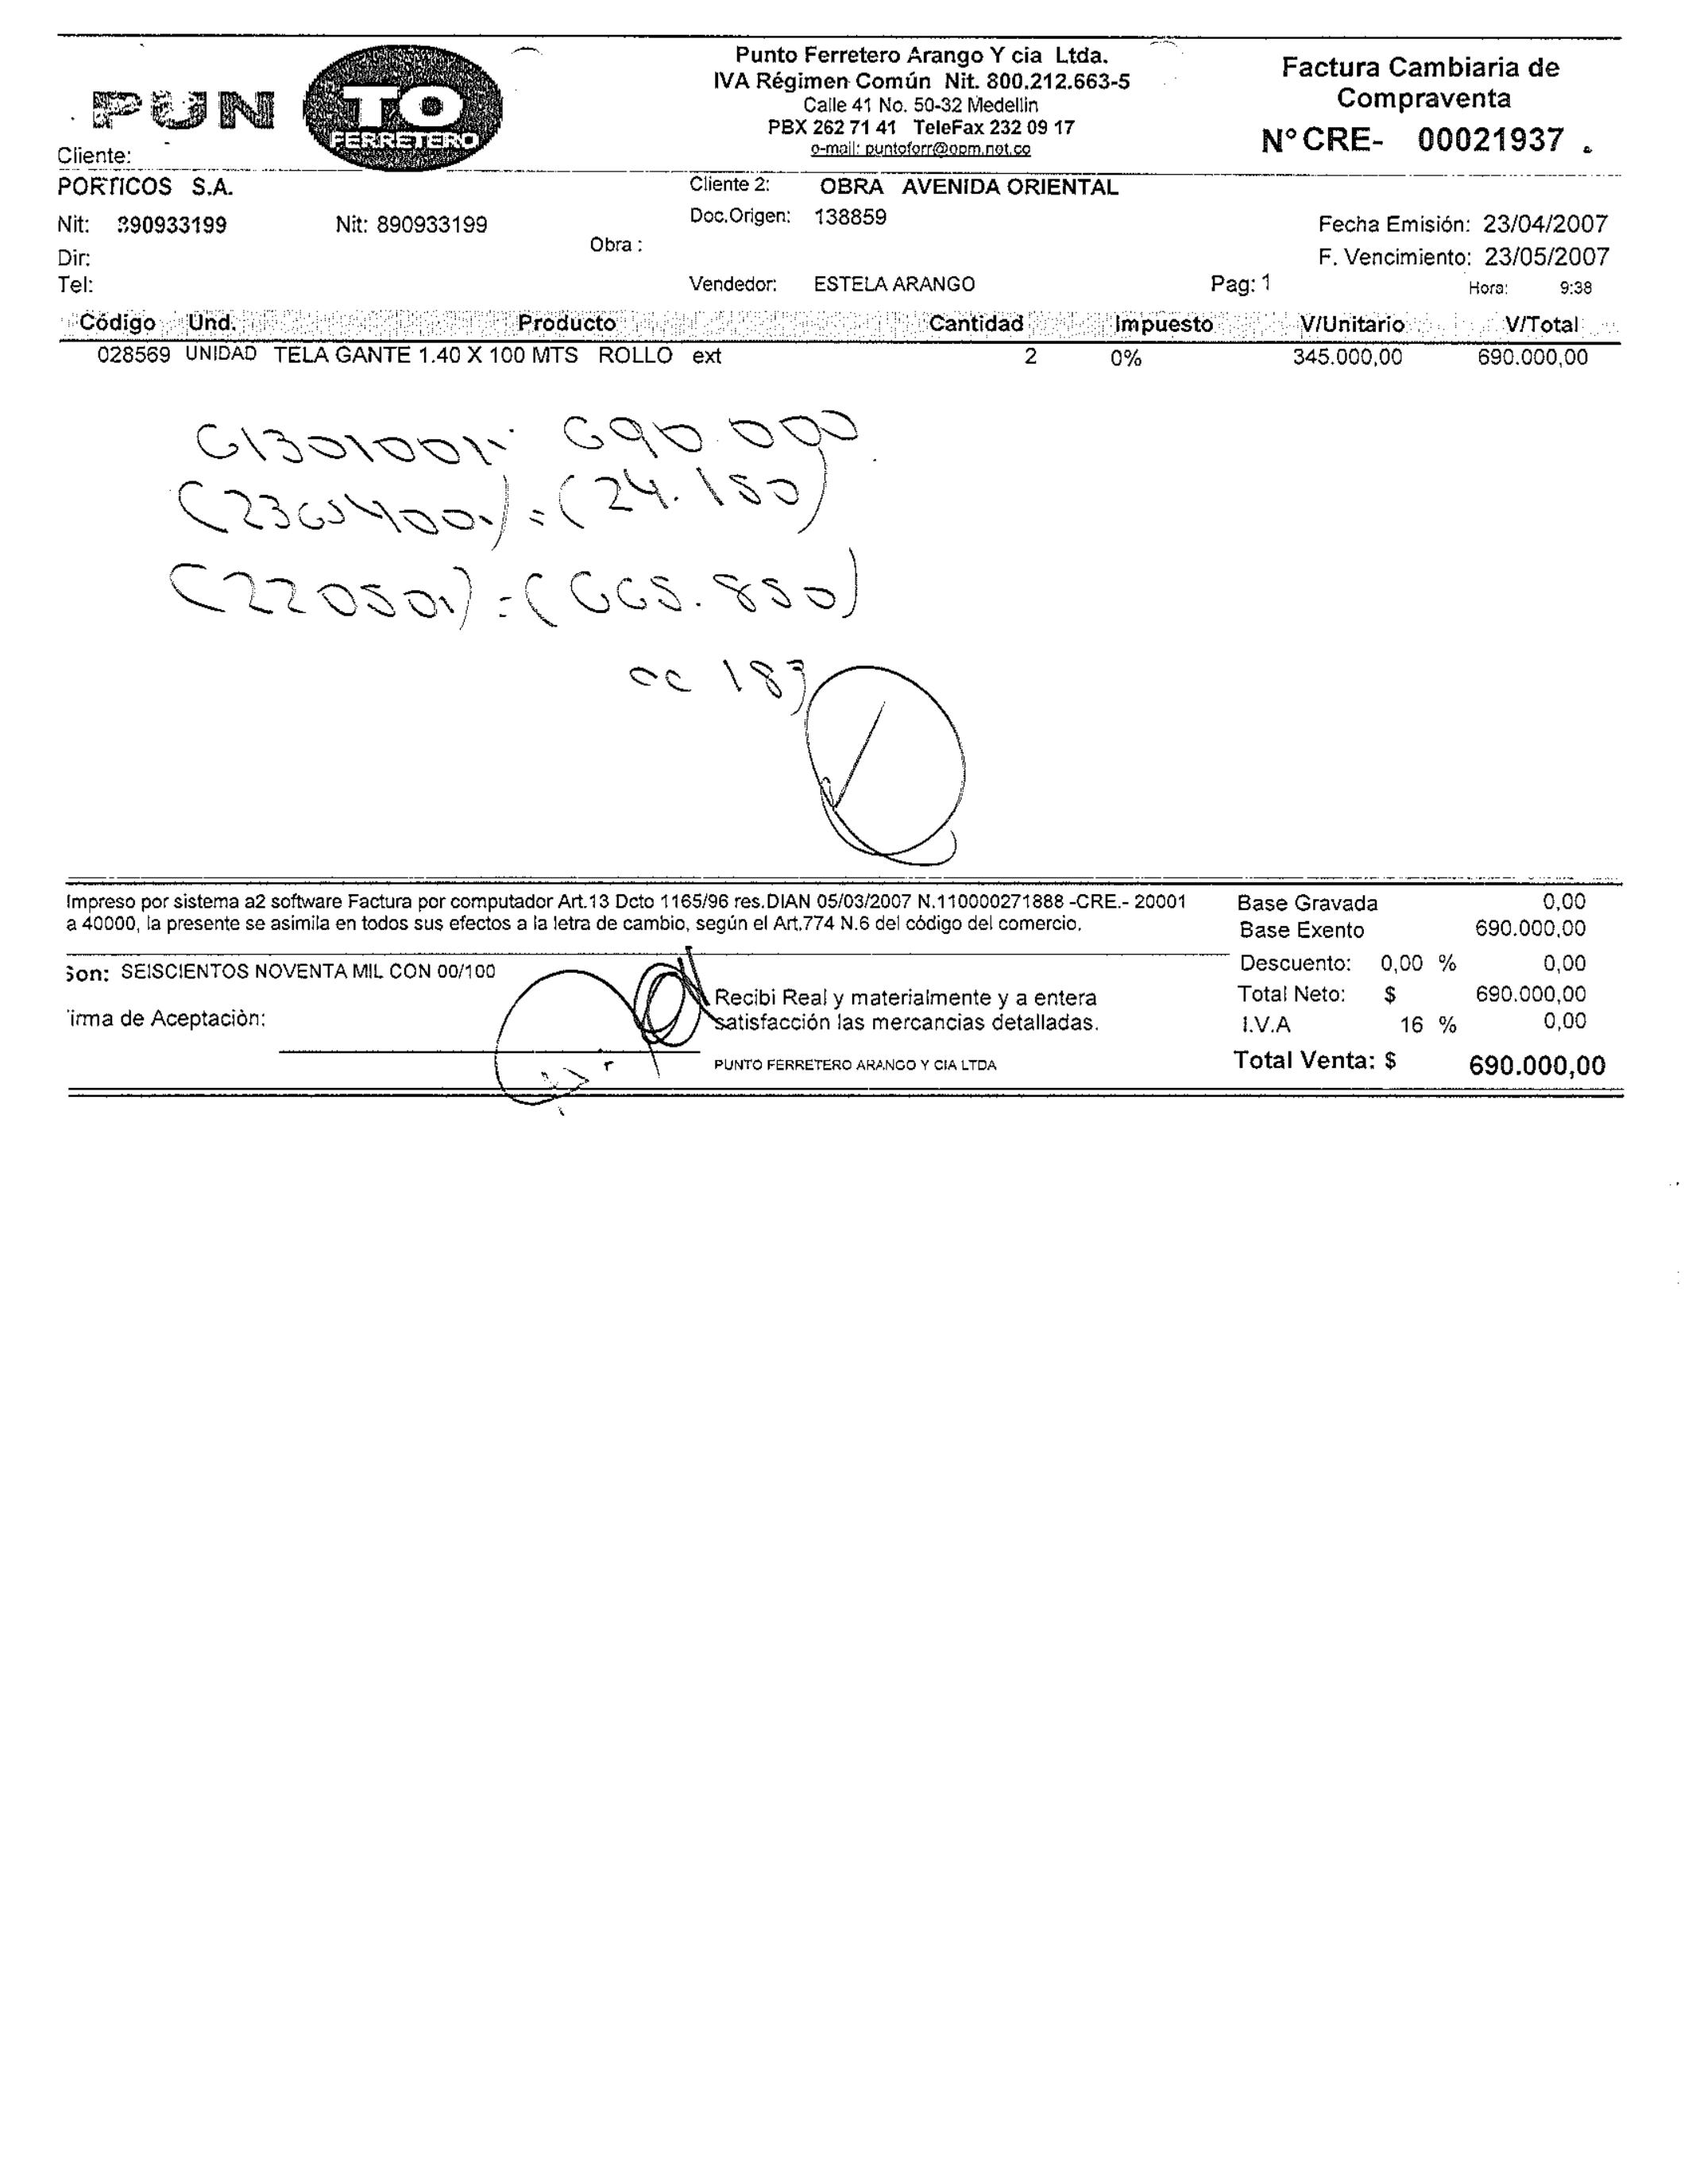 PUNTO
FERRETERO
Punto Ferretero Arango Y cia Ltda.
IVA Régimen Común Nit. 800.212.663-5
Calle 41 No. 50-32 Medellin
PBX 262 71 41 TeleFax 232 09 17
e-mail: puntoferr@epm.net.co
Factura Cambiaria de
Compraventa
N° CRE- 00021937
Cliente:
PORTICOS S.A.
Cliente 2: OBRA AVENIDA ORIENTAL
Nit: 890933199 Nit: 890933199
Doc.Origen: 138859
Fecha Emisión: 23/04/2007
Dir:
Obra :
F. Vencimiento: 23/05/2007
Tel:
Vendedor: ESTELA ARANGO
Pag: 1
Hora: 9:38
Código Und. Producto Cantidad Impuesto V/Unitario V/Total
028569 UNIDAD TELA GANTE 1.40 X 100 MTS ROLLO ext 2 0% 345.000,00 690.000,00
61301001: 690.000
(23654001) = (24.150)
(220501) = (665.850)
cc 183
Impreso por sistema a2 software Factura por computador Art.13 Dcto 1165/96 res.DIAN 05/03/2007 N.110000271888 -CRE.- 20001
a 40000, la presente se asimila en todos sus efectos a la letra de cambio, según el Art.774 N.6 del código del comercio.
Base Gravada 0,00
Base Exento 690.000,00
Son: SEISCIENTOS NOVENTA MIL CON 00/100
Descuento: 0,00 % 0,00
Recibi Real y materialmente y a entera
satisfacción las mercancias detalladas.
Total Neto: $ 690.000,00
Firma de Aceptaciòn:
I.V.A 16 % 0,00
PUNTO FERRETERO ARANGO Y CIA LTDA
Total Venta: $ 690.000,00